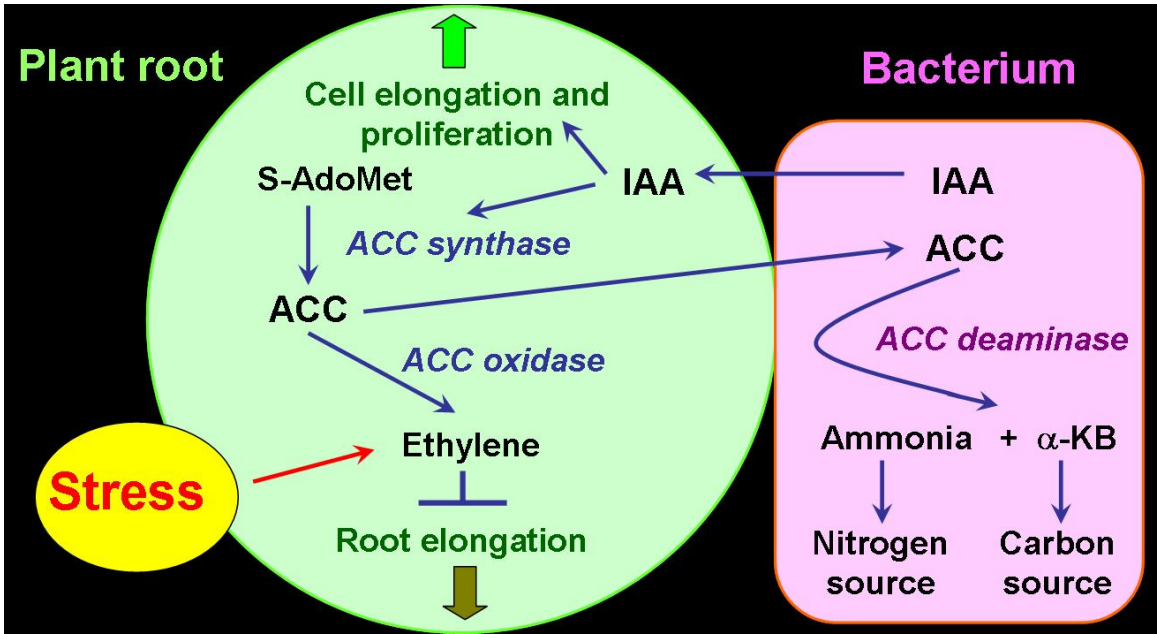 Plant root
Bacterium
Cell elongation and
proliferation
S-AdoMet
IAA
IAA
ACC synthase
ACC
ACC
ACC oxidase
ACC deaminase
Ethylene
Ammonia + α-KB
Stress
Root elongation
Nitrogen
source
Carbon
source